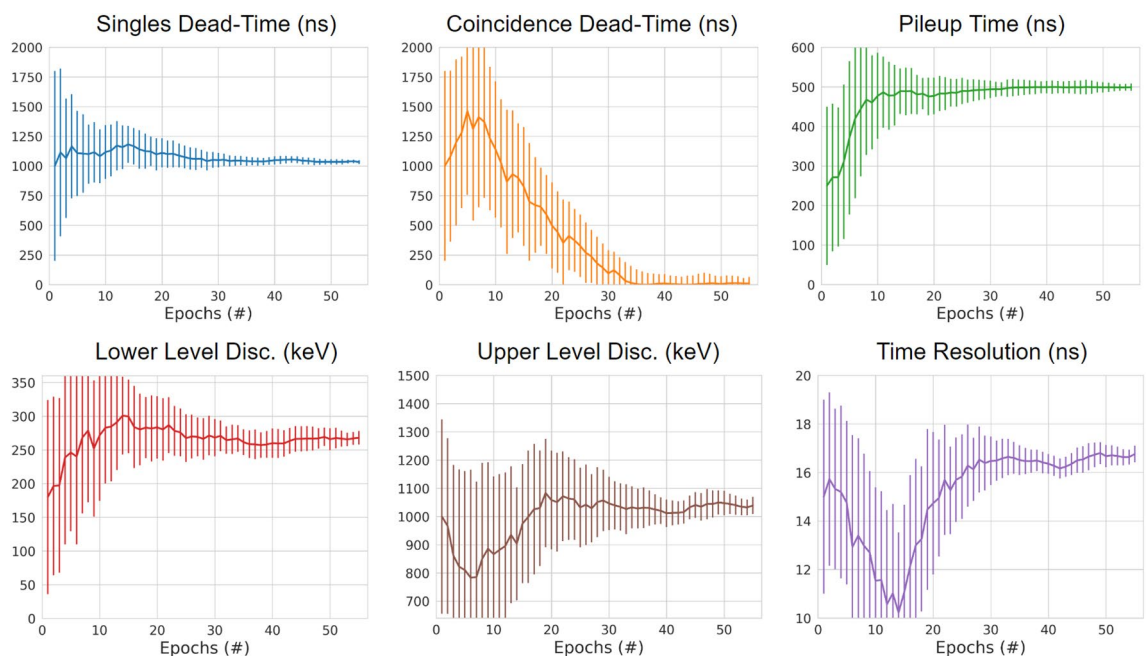 Singles Dead-Time (ns)
Coincidence Dead-Time (ns)
Pileup Time (ns)
2000
1750
1500
1250
1000
750
500
250
0
0 10 20 30 40 50
Epochs (#)
2000
1750
1500
1250
1000
750
500
250
0
0 10 20 30 40 50
Epochs (#)
600
500
400
300
200
100
0
0 10 20 30 40 50
Epochs (#)
Lower Level Disc. (keV)
Upper Level Disc. (keV)
Time Resolution (ns)
350
300
250
200
150
100
50
0
0 10 20 30 40 50
Epochs (#)
1500
1400
1300
1200
1100
1000
900
800
700
0 10 20 30 40 50
Epochs (#)
20
18
16
14
12
10
0 10 20 30 40 50
Epochs (#)